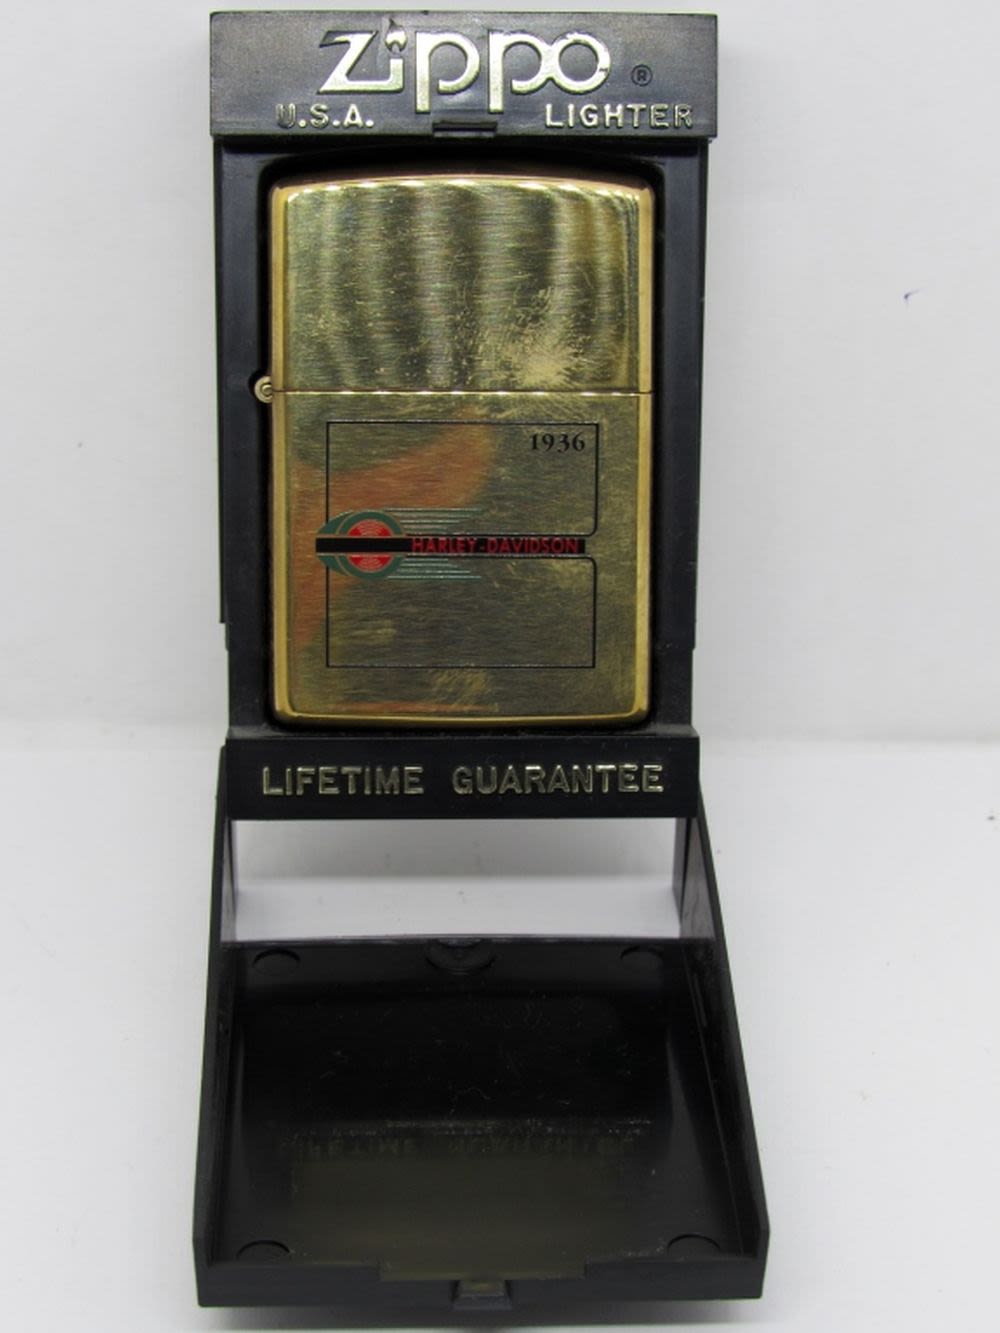 Zippo ®
U.S.A. LIGHTER
1936
HARLEY-DAVIDSON
LIFETIME GUARANTEE